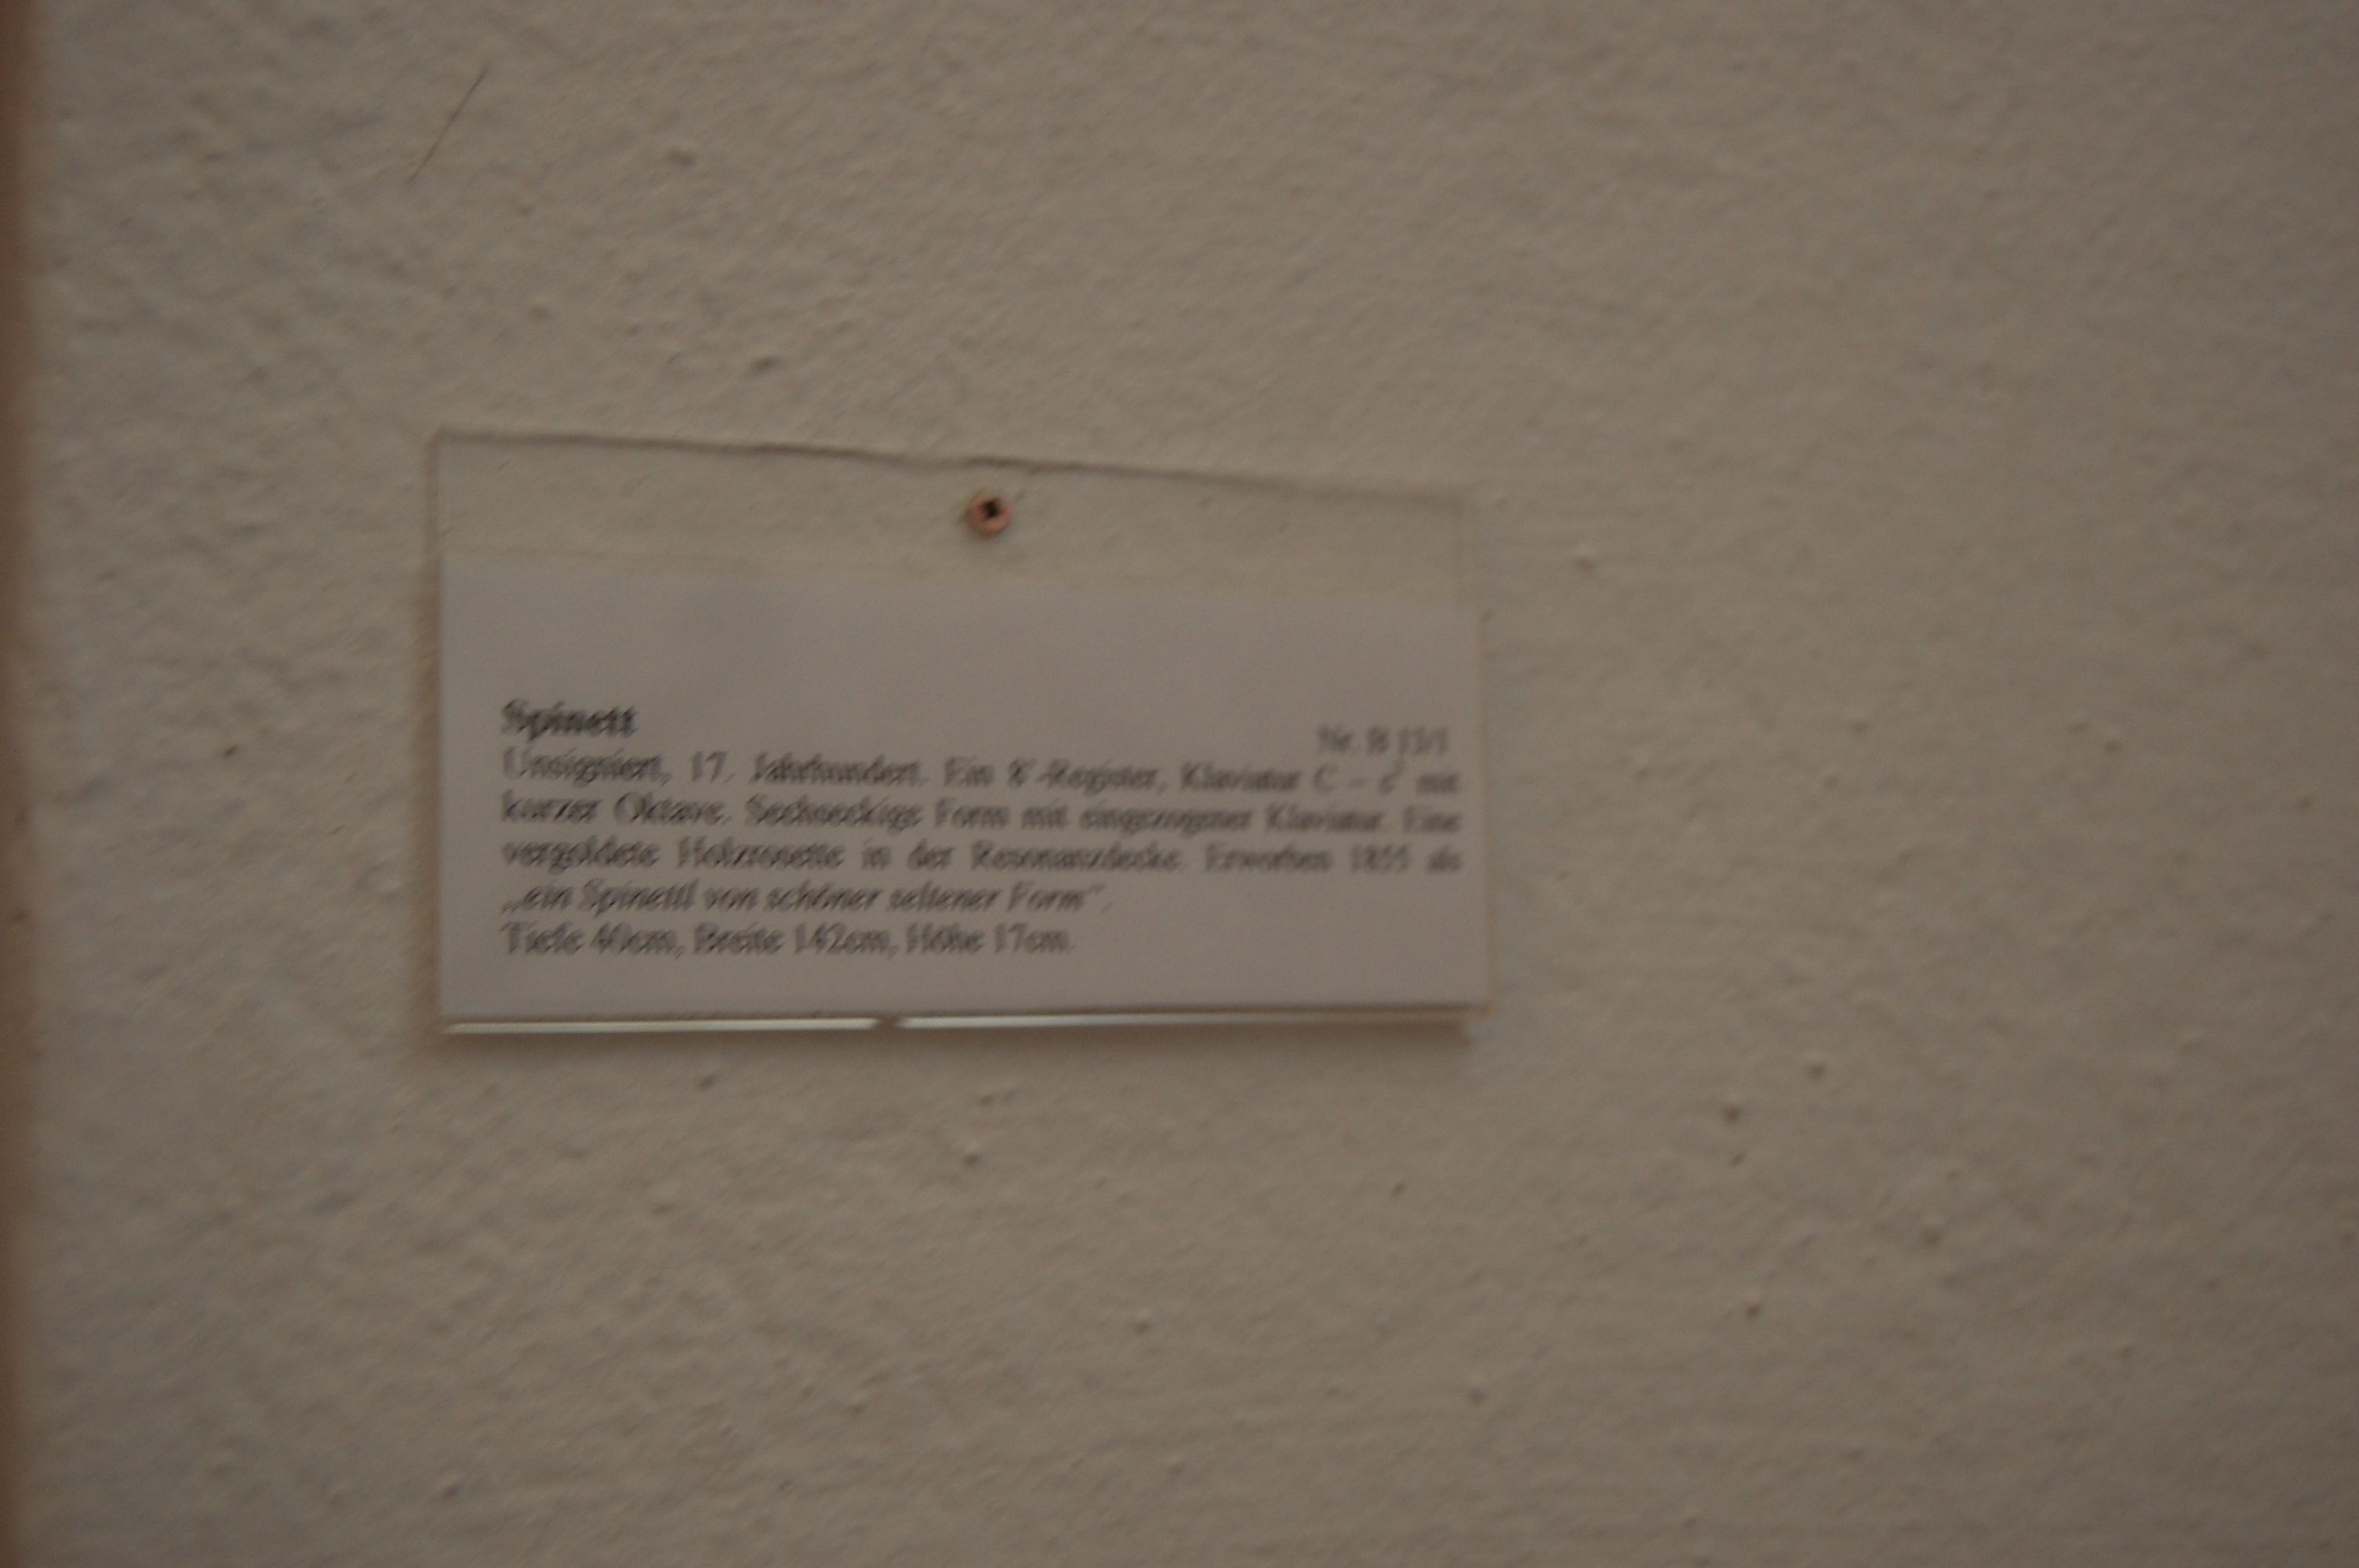 Spinett
Nr. B 13/1
Unsigniert, 17. Jahrhundert. Ein 8'-Register, Klaviatur C – c³ mit
kurzer Oktave. Sechseckige Form mit eingezogener Klaviatur. Eine
vergoldete Holzrosette in der Resonanzdecke. Erworben 1855 als
„ein Spinettl von schöner seltener Form".
Tiefe 40cm, Breite 142cm, Höhe 17cm.